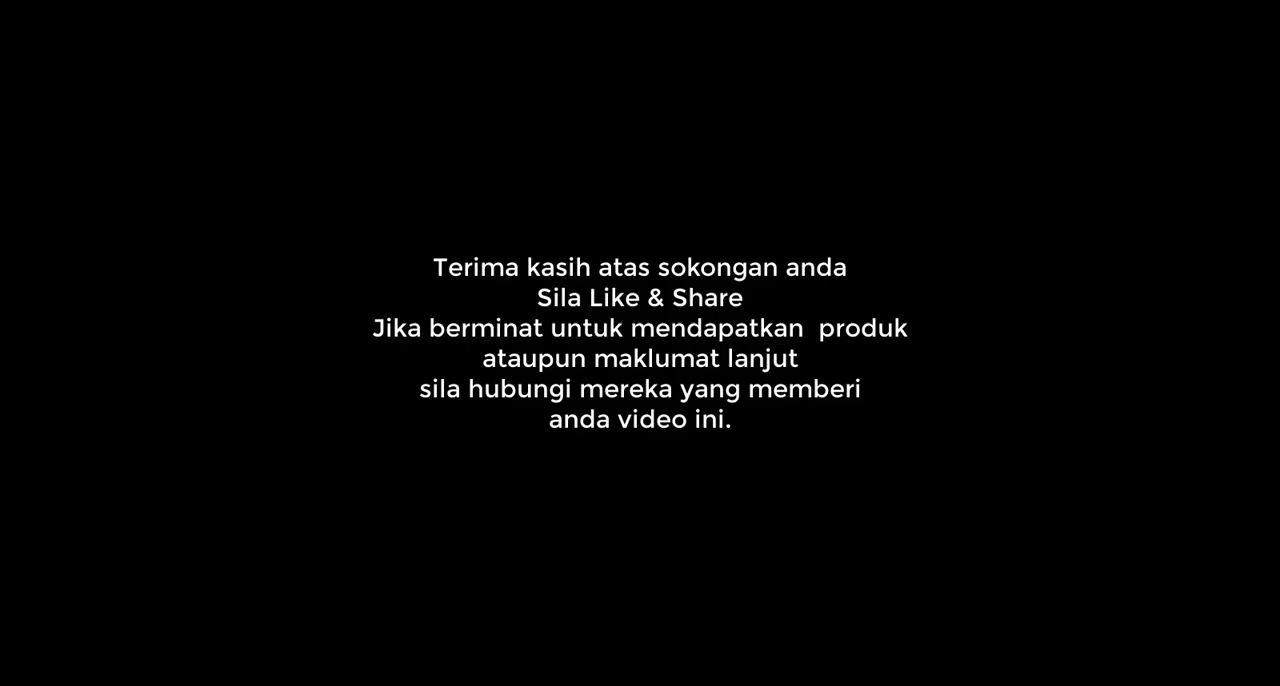 Terima kasih atas sokongan anda
Sila Like & Share
Jika berminat untuk mendapatkan  produk
ataupun maklumat lanjut
sila hubungi mereka yang memberi
anda video ini.